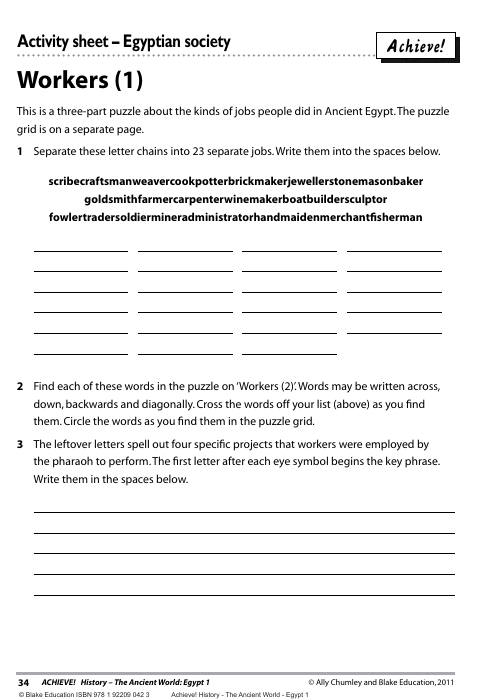 Activity sheet – Egyptian society
Achieve!
Workers (1)
This is a three-part puzzle about the kinds of jobs people did in Ancient Egypt. The puzzle
grid is on a separate page.
1 Separate these letter chains into 23 separate jobs. Write them into the spaces below.
scribecraftsmanweavercookpotterbrickmakerjewellerstonemasonbaker
goldsmithfarmercarpenterwinemakerboatbuildersculptor
fowlertradersoldiermineradministratorhandmaidenmerchantfisherman
2 Find each of these words in the puzzle on ‘Workers (2)’. Words may be written across,
down, backwards and diagonally. Cross the words off your list (above) as you find
them. Circle the words as you find them in the puzzle grid.
3 The leftover letters spell out four specific projects that workers were employed by
the pharaoh to perform. The first letter after each eye symbol begins the key phrase.
Write them in the spaces below.
34 ACHIEVE! History – The Ancient World: Egypt 1 © Ally Chumley and Blake Education, 2011
© Blake Education ISBN 978 1 92209 042 3 Achieve! History - The Ancient World - Egypt 1